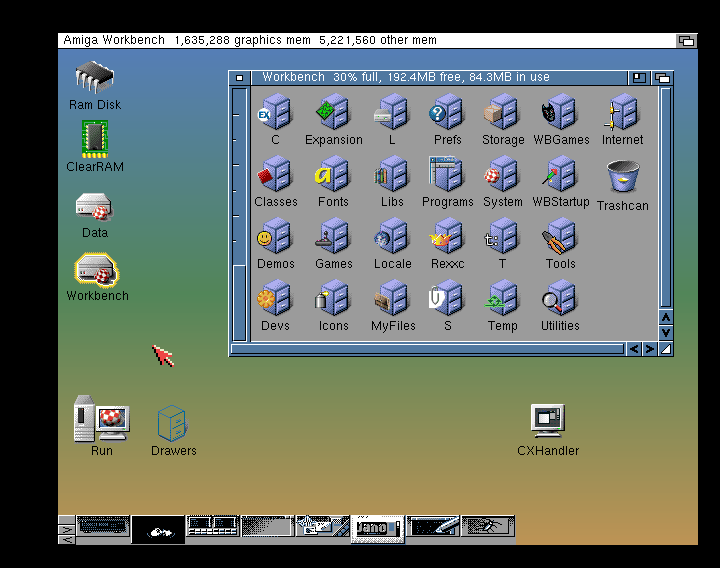 Amiga Workbench 1,635,288 graphics mem 5,221,560 other mem
Ram Disk
ClearRAM
Data
Workbench
Workbench 30% full, 192.4MB free, 84.3MB in use
C Expansion L Prefs Storage WBGames Internet
Classes Fonts Libs Programs System WBStartup Trashcan
Demos Games Locale Rexxc T Tools
Devs Icons MyFiles S Temp Utilities
Run Drawers CXHandler